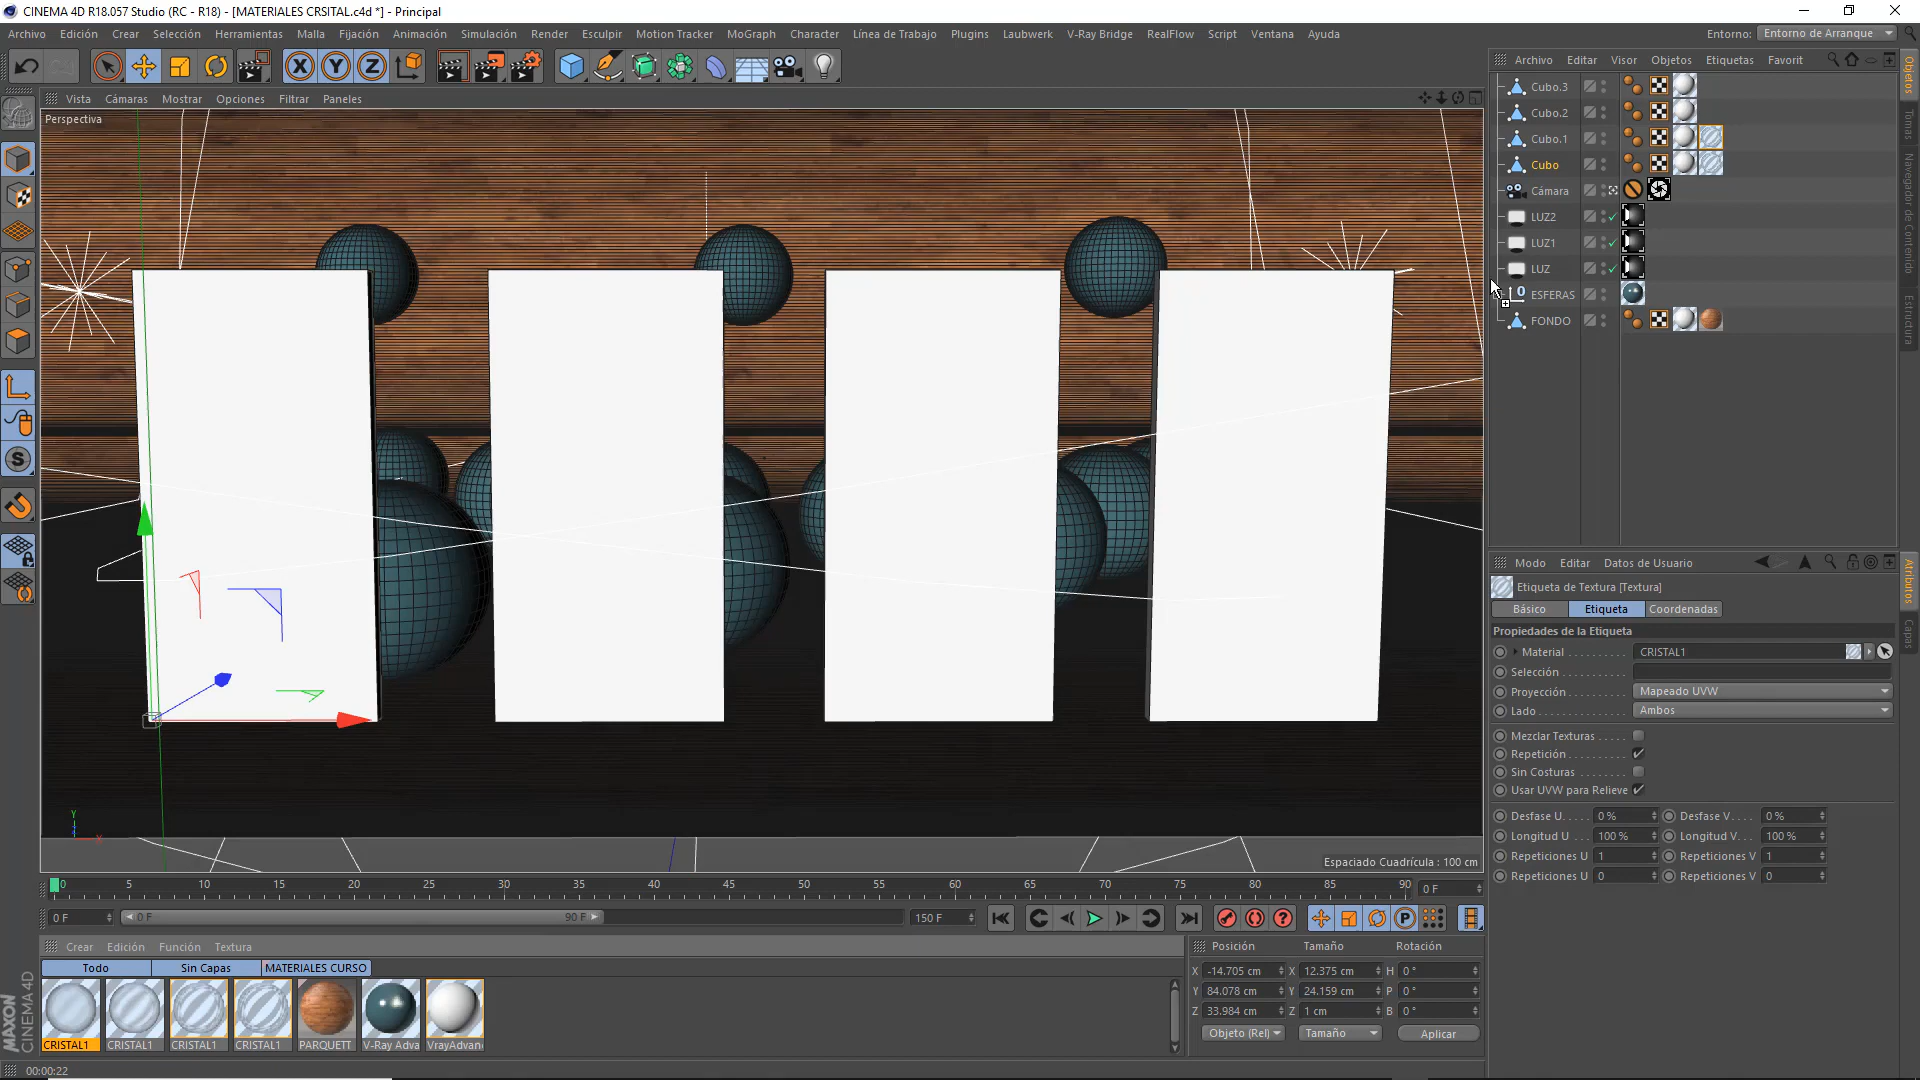 CINEMA 4D R18.057 Studio (RC - R18) - [MATERIALES CRSITAL.c4d *] - Principal
Archivo Edición Crear Selección Herramientas Malla Fijación Animación Simulación Render Esculpir Motion Tracker MoGraph Character Línea de Trabajo Plugins Laubwerk V-Ray Bridge RealFlow Script Ventana Ayuda Entorno: Entorno de Arranque
Archivo Editar Visor Objetos Etiquetas Favorit
Vista Cámaras Mostrar Opciones Filtrar Paneles
Perspectiva
Cubo.3
Cubo.2
Cubo.1
Cubo
Cámara
LUZ2
LUZ1
LUZ
ESFERAS
FONDO
Objetos
Tomas
Navegador de Contenido
Estructura
Modo Editar Datos de Usuario
Etiqueta de Textura [Textura]
Básico Etiqueta Coordenadas
Propiedades de la Etiqueta
Material CRISTAL1
Selección
Proyección Mapeado UVW
Lado Ambos
Mezclar Texturas
Repetición
Sin Costuras
Usar UVW para Relieve
Desfase U 0 % Desfase V 0 %
Longitud U 100 % Longitud V 100 %
Repeticiones U 1 Repeticiones V 1
Repeticiones U 0 Repeticiones V 0
Atributos
Capas
Y
X
Espaciado Cuadrícula : 100 cm
0 5 10 15 20 25 30 35 40 45 50 55 60 65 70 75 80 85 90 0 F
0 F 0 F 90 F 150 F
Crear Edición Función Textura
Todo Sin Capas MATERIALES CURSO
CRISTAL1 CRISTAL1 CRISTAL1 CRISTAL1 PARQUETT V-Ray Adva VrayAdvan
Posición Tamaño Rotación
X -14.705 cm X 12.375 cm H 0 °
Y 84.078 cm Y 24.159 cm P 0 °
Z 33.984 cm Z 1 cm B 0 °
Objeto (Rel) Tamaño Aplicar
MAXON
CINEMA 4D
00:00:22